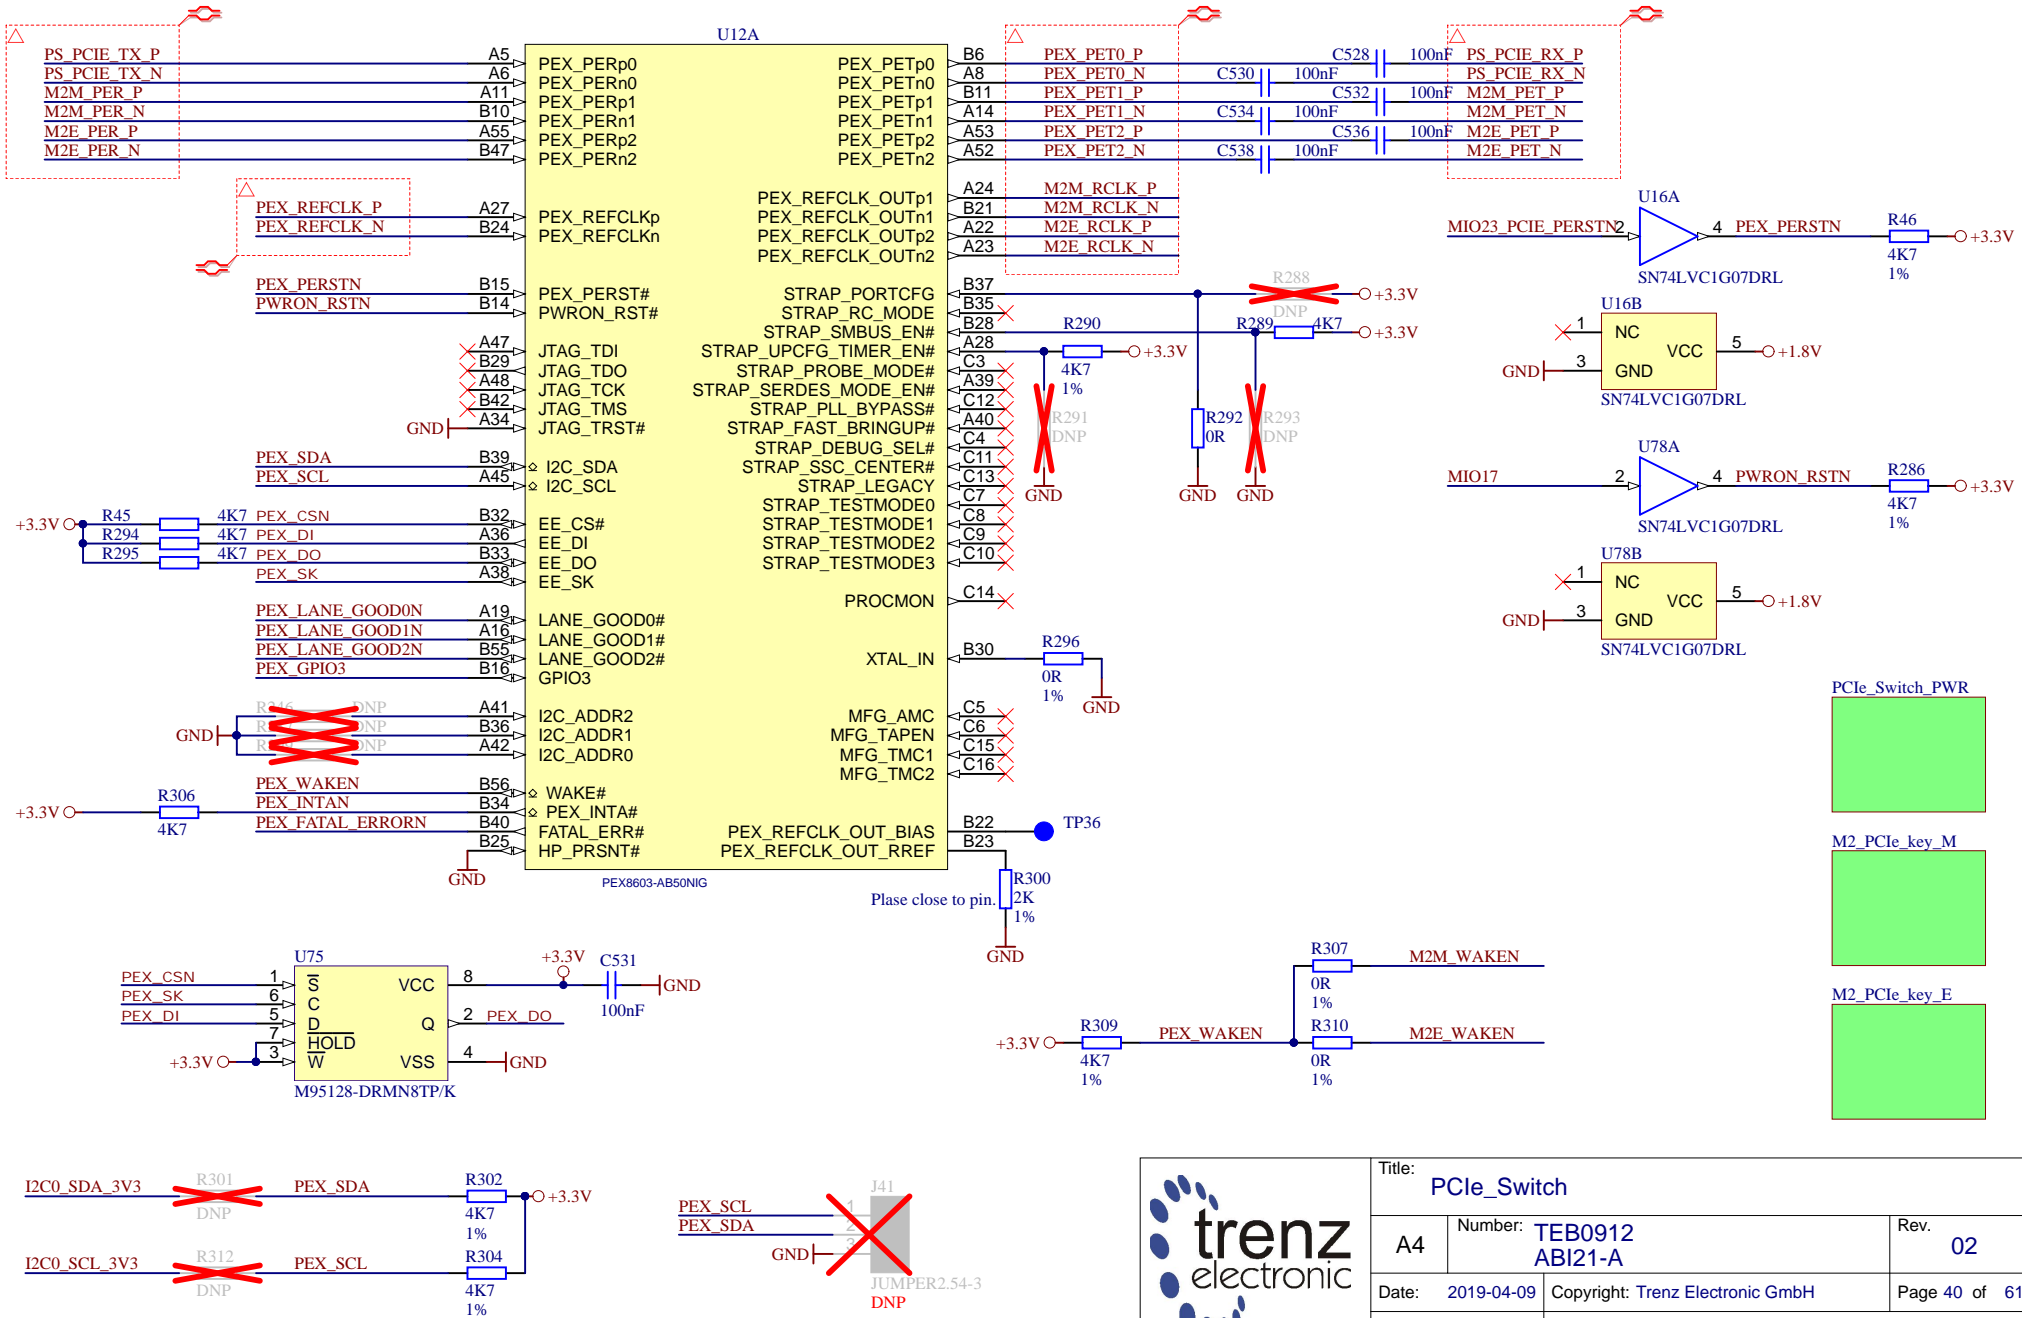 U12A
PS_PCIE_TX_P A5 PEX_PERp0
PS_PCIE_TX_N A6 PEX_PERn0
M2M_PER_P A11 PEX_PERp1
M2M_PER_N B10 PEX_PERn1
M2E_PER_P A55 PEX_PERp2
M2E_PER_N B47 PEX_PERn2
PEX_REFCLK_P A27 PEX_REFCLKp
PEX_REFCLK_N B24 PEX_REFCLKn
PEX_PERSTN B15 PEX_PERST#
PWRON_RSTN B14 PWRON_RST#
A47 JTAG_TDI
B29 JTAG_TDO
A48 JTAG_TCK
B42 JTAG_TMS
GND A34 JTAG_TRST#
PEX_SDA B39 I2C_SDA
PEX_SCL A45 I2C_SCL
+3.3V R45 4K7 PEX_CSN B32 EE_CS#
R294 4K7 PEX_DI A36 EE_DI
R295 4K7 PEX_DO B33 EE_DO
PEX_SK A38 EE_SK
PEX_LANE_GOOD0N A19 LANE_GOOD0#
PEX_LANE_GOOD1N A16 LANE_GOOD1#
PEX_LANE_GOOD2N B55 LANE_GOOD2#
PEX_GPIO3 B16 GPIO3
DNP A41 I2C_ADDR2
GND DNP B36 I2C_ADDR1
DNP A42 I2C_ADDR0
PEX_WAKEN B56 WAKE#
+3.3V R306 4K7 PEX_INTAN B34 PEX_INTA#
PEX_FATAL_ERRORN B40 FATAL_ERR#
GND B25 HP_PRSNT#
PEX8603-AB50NIG
PEX_PETp0 B6 PEX_PET0_P C528 100nF PS_PCIE_RX_P
PEX_PETn0 A8 PEX_PET0_N C530 100nF PS_PCIE_RX_N
PEX_PETp1 B11 PEX_PET1_P C532 100nF M2M_PET_P
PEX_PETn1 A14 PEX_PET1_N C534 100nF M2M_PET_N
PEX_PETp2 A53 PEX_PET2_P C536 100nF M2E_PET_P
PEX_PETn2 A52 PEX_PET2_N C538 100nF M2E_PET_N
PEX_REFCLK_OUTp1 A24 M2M_RCLK_P
PEX_REFCLK_OUTn1 B21 M2M_RCLK_N
PEX_REFCLK_OUTp2 A22 M2E_RCLK_P
PEX_REFCLK_OUTn2 A23 M2E_RCLK_N
STRAP_PORTCFG B37 R288 DNP +3.3V
STRAP_RC_MODE B35
STRAP_SMBUS_EN# B28 R289 4K7 +3.3V
STRAP_UPCFG_TIMER_EN# A28 R290 4K7 1% +3.3V
STRAP_PROBE_MODE# C3
STRAP_SERDES_MODE_EN# A39
STRAP_PLL_BYPASS# C12
STRAP_FAST_BRINGUP# A40
STRAP_DEBUG_SEL# C4
STRAP_SSC_CENTER# C11
STRAP_LEGACY C13
STRAP_TESTMODE0 C7
STRAP_TESTMODE1 C8
STRAP_TESTMODE2 C9
STRAP_TESTMODE3 C10
R291 DNP GND
R292 0R GND
R293 DNP GND
PROCMON C14
XTAL_IN B30 R296 0R 1% GND
MFG_AMC C5
MFG_TAPEN C6
MFG_TMC1 C15
MFG_TMC2 C16
PEX_REFCLK_OUT_BIAS B22 TP36
PEX_REFCLK_OUT_RREF B23
Plase close to pin. R300 2K 1% GND
U16A
MIO23_PCIE_PERSTN 2 4 PEX_PERSTN R46 4K7 1% +3.3V
SN74LVC1G07DRL
U16B
1 NC
VCC 5 +1.8V
GND 3 GND
SN74LVC1G07DRL
U78A
MIO17 2 4 PWRON_RSTN R286 4K7 1% +3.3V
SN74LVC1G07DRL
U78B
1 NC
VCC 5 +1.8V
GND 3 GND
SN74LVC1G07DRL
PCIe_Switch_PWR
M2_PCIe_key_M
M2_PCIe_key_E
U75
PEX_CSN 1 S VCC 8 +3.3V C531 100nF GND
PEX_SK 6 C
PEX_DI 5 D Q 2 PEX_DO
7 HOLD
+3.3V 3 W VSS 4 GND
M95128-DRMN8TP/K
R307 0R 1% M2M_WAKEN
+3.3V R309 4K7 1% PEX_WAKEN R310 0R 1% M2E_WAKEN
I2C0_SDA_3V3 R301 DNP PEX_SDA R302 4K7 1% +3.3V
I2C0_SCL_3V3 R312 DNP PEX_SCL R304 4K7 1%
J41
PEX_SCL 1
PEX_SDA 2
GND 3
JUMPER2.54-3
DNP
trenz
electronic
Title: PCIe_Switch
A4 Number: TEB0912 ABI21-A Rev. 02
Date: 2019-04-09 Copyright: Trenz Electronic GmbH Page 40 of 61